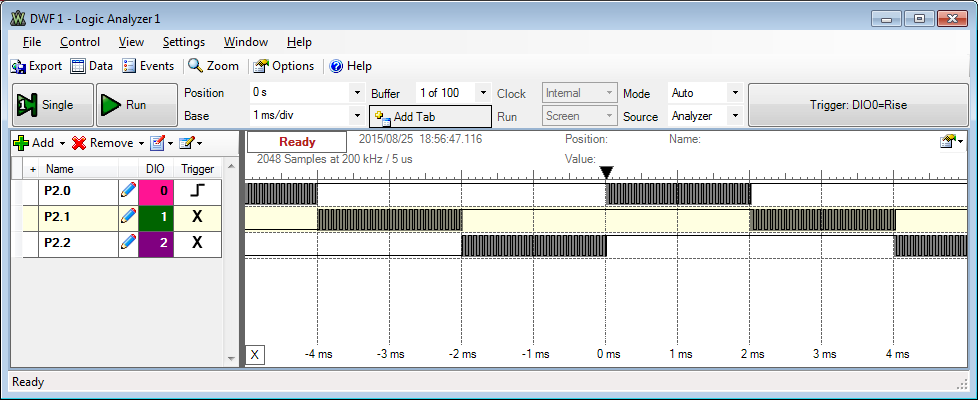 DWF 1 - Logic Analyzer 1
File Control View Settings Window Help
Export Data Events Zoom Options Help
Single Run Position 0 s Buffer 1 of 100 Clock Internal Mode Auto Trigger: DIO0=Rise
Base 1 ms/div Add Tab Run Screen Source Analyzer
Add Remove Ready 2015/08/25 18:56:47.116 Position: Name:
2048 Samples at 200 kHz / 5 us Value:
+ Name DIO Trigger
P2.0 0
P2.1 1 X
P2.2 2 X
X -4 ms -3 ms -2 ms -1 ms 0 ms 1 ms 2 ms 3 ms 4 ms
Ready